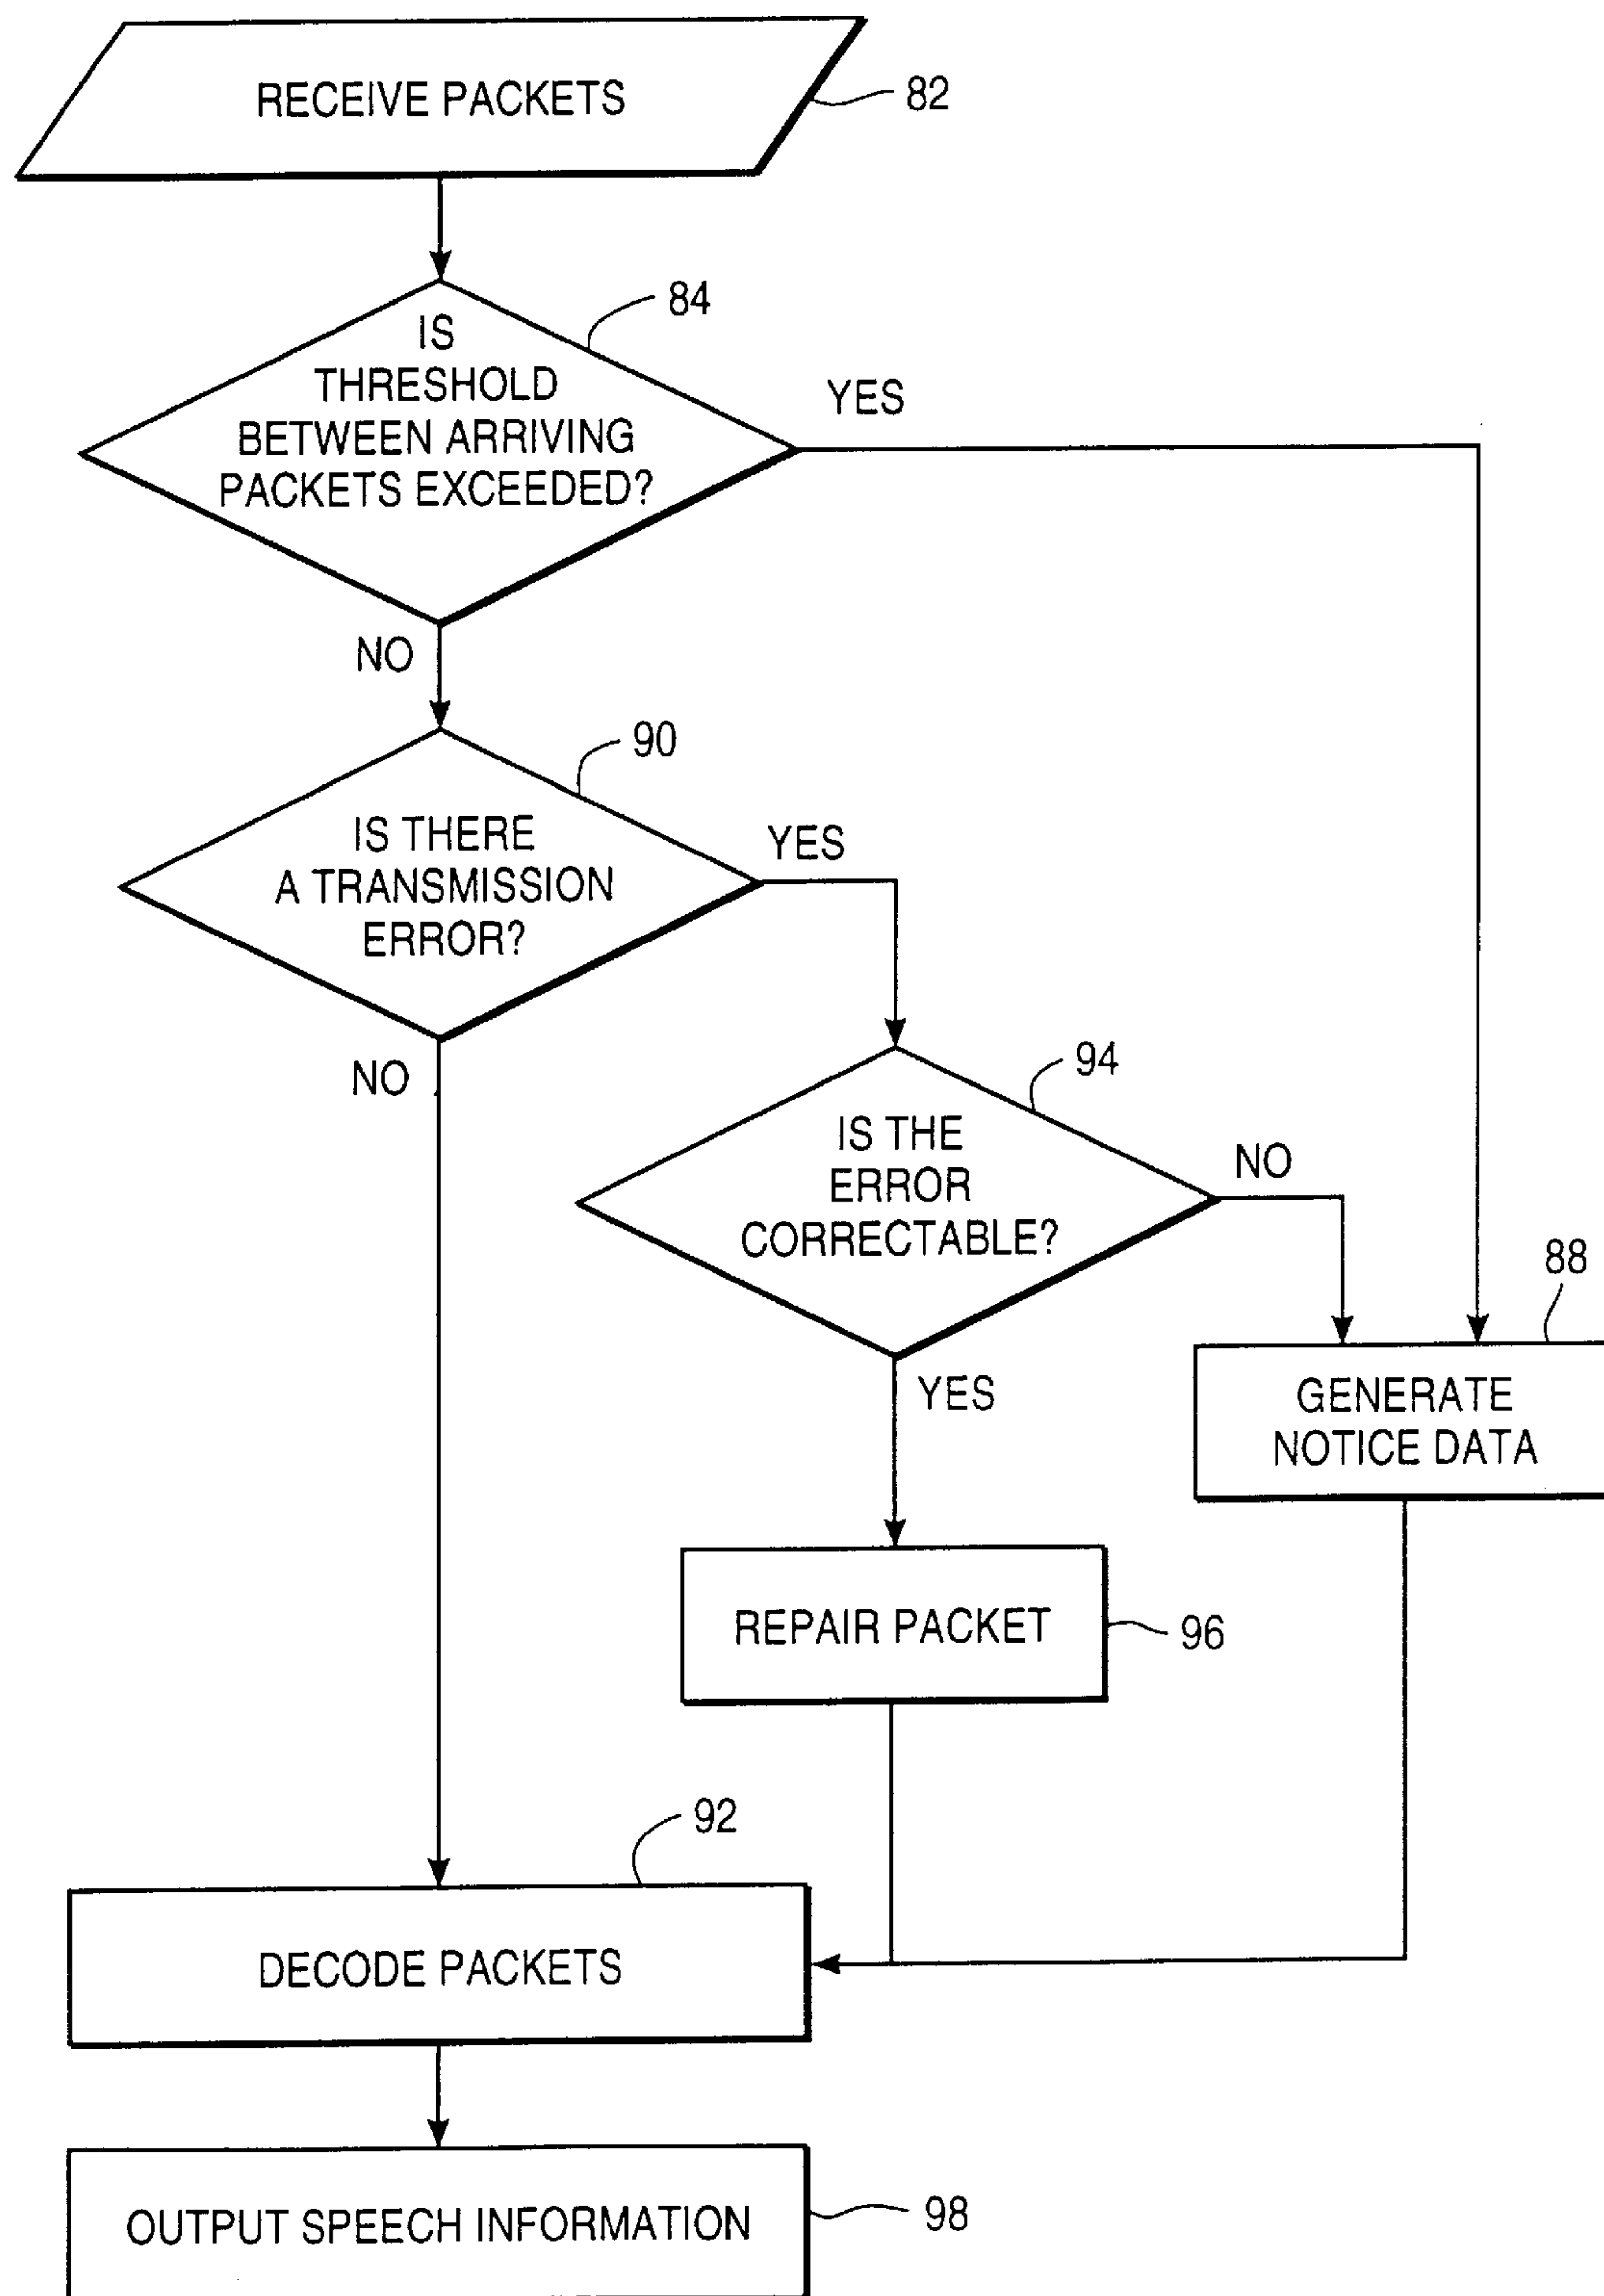 RECEIVE PACKETS
82
84
IS
THRESHOLD
BETWEEN ARRIVING
PACKETS EXCEEDED?
YES
NO
90
IS THERE
A TRANSMISSION
ERROR?
YES
NO
94
IS THE
ERROR
CORRECTABLE?
NO
YES
88
GENERATE
NOTICE DATA
REPAIR PACKET
96
92
DECODE PACKETS
OUTPUT SPEECH INFORMATION
98